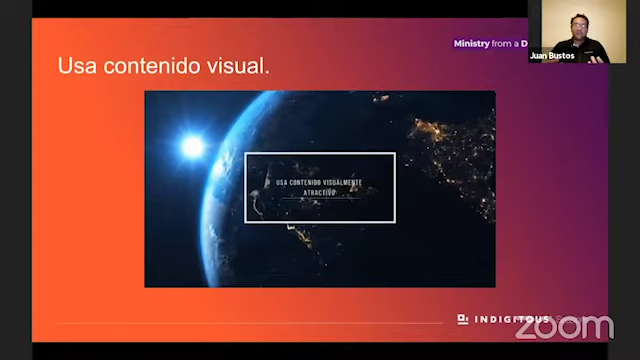 Ministry from a D
Juan Bustos
Usa contenido visual.
USA CONTENIDO VISUALMENTE
ATRACTIVO
INDIGITOUS
zoom